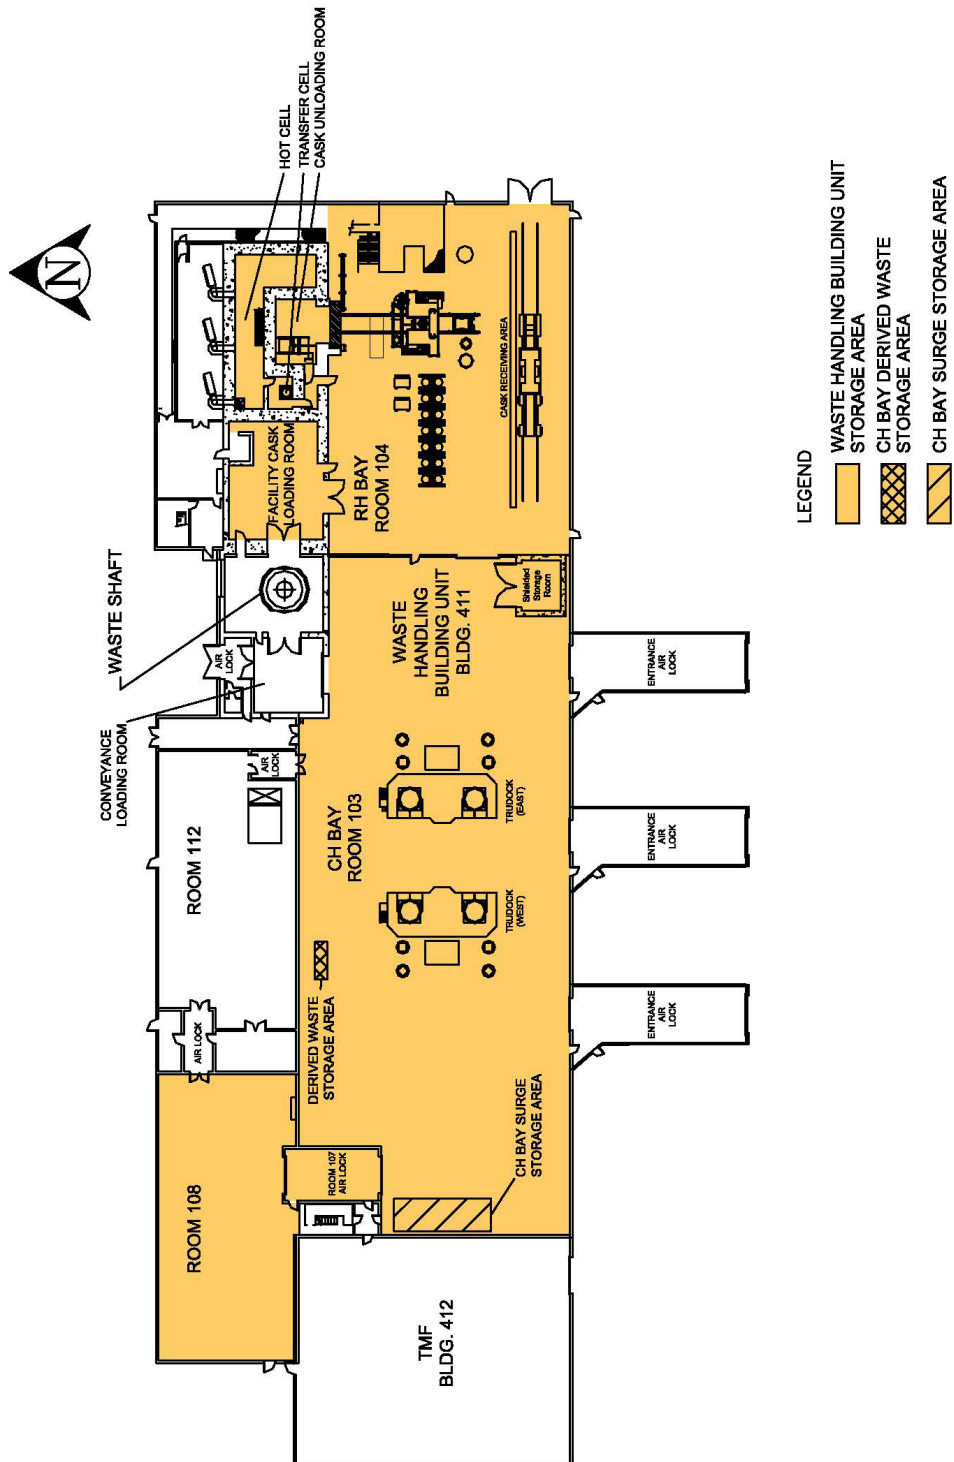 N
HOT CELL
TRANSFER CELL
CASK UNLOADING ROOM
WASTE SHAFT
CONVEYANCE
LOADING ROOM
AIR
LOCK
FACILITY CASK
LOADING ROOM
RH BAY
ROOM 104
CASK RECEIVING AREA
ROOM 112
AIR
LOCK
AIR LOCK
WASTE
HANDLING
BUILDING UNIT
BLDG. 411
Shielded
Storage
Room
CH BAY
ROOM 103
TRUDOCK
(EAST)
TRUDOCK
(WEST)
DERIVED WASTE
STORAGE AREA
ROOM 108
ROOM 107
AIR LOCK
CH BAY SURGE
STORAGE AREA
TMF
BLDG. 412
ENTRANCE
AIR
LOCK
ENTRANCE
AIR
LOCK
ENTRANCE
AIR
LOCK
LEGEND
WASTE HANDLING BUILDING UNIT
STORAGE AREA
CH BAY DERIVED WASTE
STORAGE AREA
CH BAY SURGE STORAGE AREA